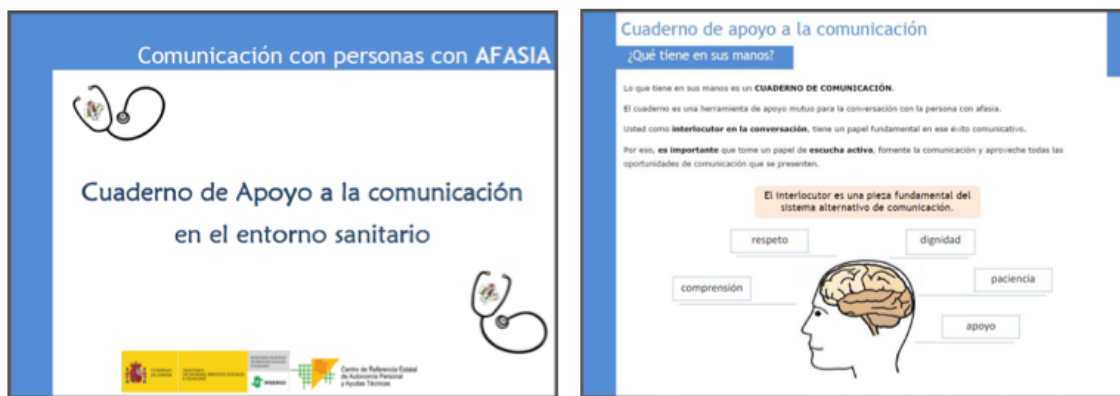 Comunicación con personas con AFASIA
Cuaderno de Apoyo a la comunicación
en el entorno sanitario
IMSERSO
Centro de Referencia Estatal
de Autonomía Personal
y Ayudas Técnicas
Cuaderno de apoyo a la comunicación
¿Qué tiene en sus manos?
Lo que tiene en sus manos es un CUADERNO DE COMUNICACIÓN.
El cuaderno es una herramienta de apoyo mutuo para la conversación con la persona con afasia.
Usted como interlocutor en la conversación, tiene un papel fundamental en ese éxito comunicativo.
Por eso, es importante que tome un papel de escucha activa, fomente la comunicación y aproveche todas las
oportunidades de comunicación que se presenten.
El interlocutor es una pieza fundamental del
sistema alternativo de comunicación.
respeto
dignidad
comprensión
paciencia
apoyo